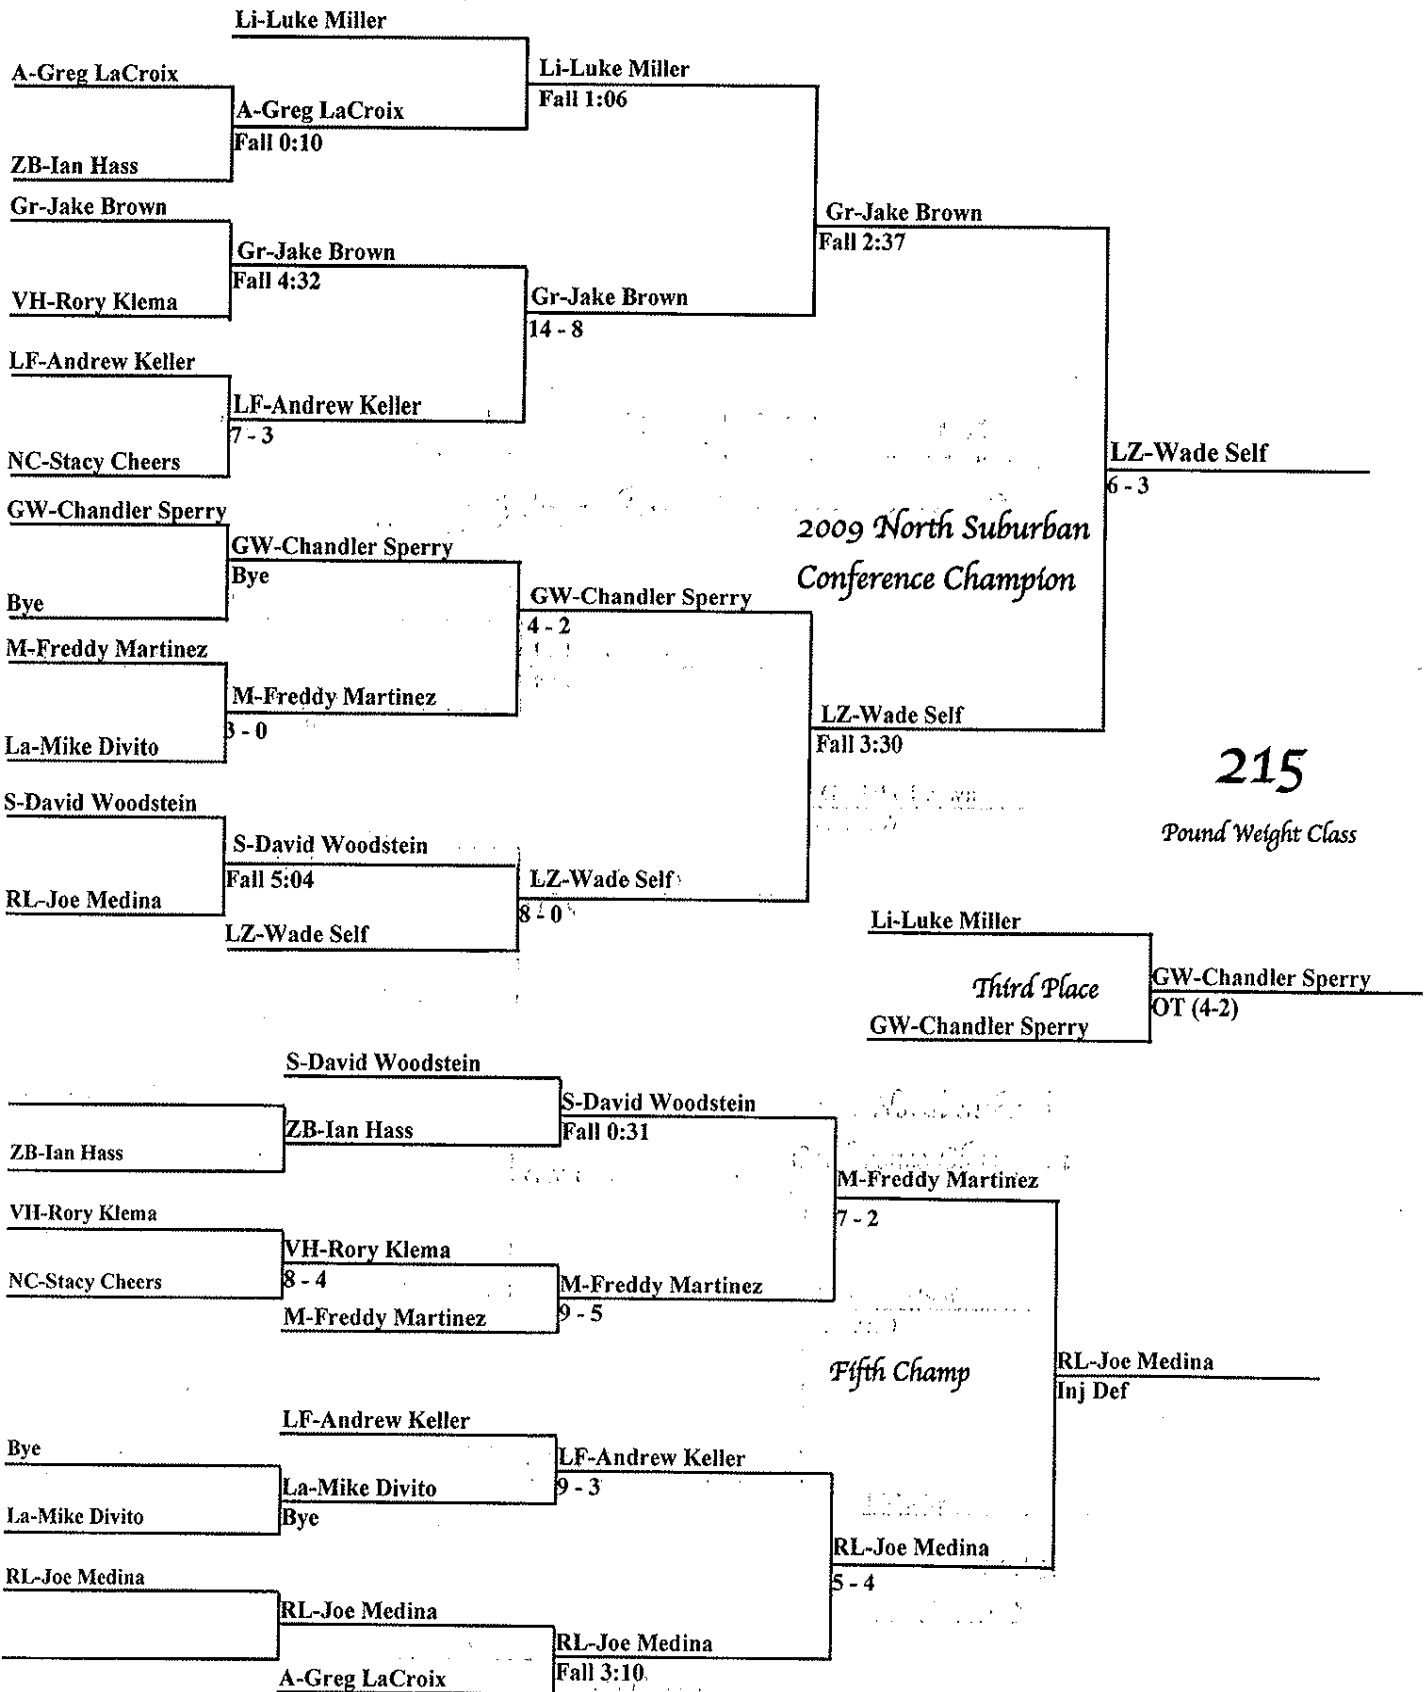 Li-Luke Miller
A-Greg LaCroix
Li-Luke Miller
Fall 1:06
A-Greg LaCroix
Fall 0:10
ZB-Ian Hass
Gr-Jake Brown
Gr-Jake Brown
Fall 2:37
Gr-Jake Brown
Fall 4:32
VH-Rory Klema
Gr-Jake Brown
14 - 8
LF-Andrew Keller
LF-Andrew Keller
7 - 3
NC-Stacy Cheers
LZ-Wade Self
6 - 3
GW-Chandler Sperry
2009 North Suburban
Conference Champion
GW-Chandler Sperry
Bye
Bye
GW-Chandler Sperry
4 - 2
M-Freddy Martinez
M-Freddy Martinez
3 - 0
La-Mike Divito
LZ-Wade Self
Fall 3:30
215
Pound Weight Class
S-David Woodstein
S-David Woodstein
Fall 5:04
RL-Joe Medina
LZ-Wade Self
8 - 0
LZ-Wade Self
Li-Luke Miller
Third Place
GW-Chandler Sperry
OT (4-2)
GW-Chandler Sperry
S-David Woodstein
S-David Woodstein
Fall 0:31
ZB-Ian Hass
ZB-Ian Hass
M-Freddy Martinez
7 - 2
VH-Rory Klema
VH-Rory Klema
8 - 4
NC-Stacy Cheers
M-Freddy Martinez
9 - 5
M-Freddy Martinez
Fifth Champ
RL-Joe Medina
Inj Def
LF-Andrew Keller
Bye
LF-Andrew Keller
9 - 3
La-Mike Divito
Bye
La-Mike Divito
RL-Joe Medina
5 - 4
RL-Joe Medina
RL-Joe Medina
RL-Joe Medina
Fall 3:10
A-Greg LaCroix